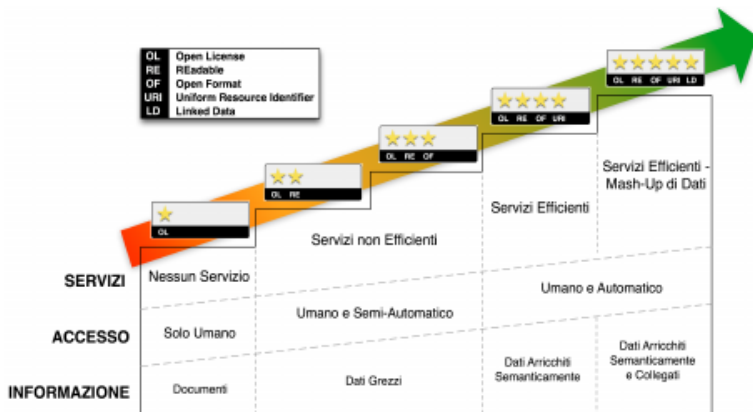 OL Open License
RE REadable
OF Open Format
URI Uniform Resource Identifier
LD Linked Data
OL RE OF URI LD
OL RE OF URI
OL RE OF
OL RE
OL
Servizi Efficienti -
Mash-Up di Dati
Servizi Efficienti
Servizi non Efficienti
SERVIZI
Nessun Servizio
Umano e Automatico
Umano e Semi-Automatico
ACCESSO
Solo Umano
INFORMAZIONE
Documenti
Dati Grezzi
Dati Arricchiti
Semanticamente
Dati Arricchiti
Semanticamente
e Collegati